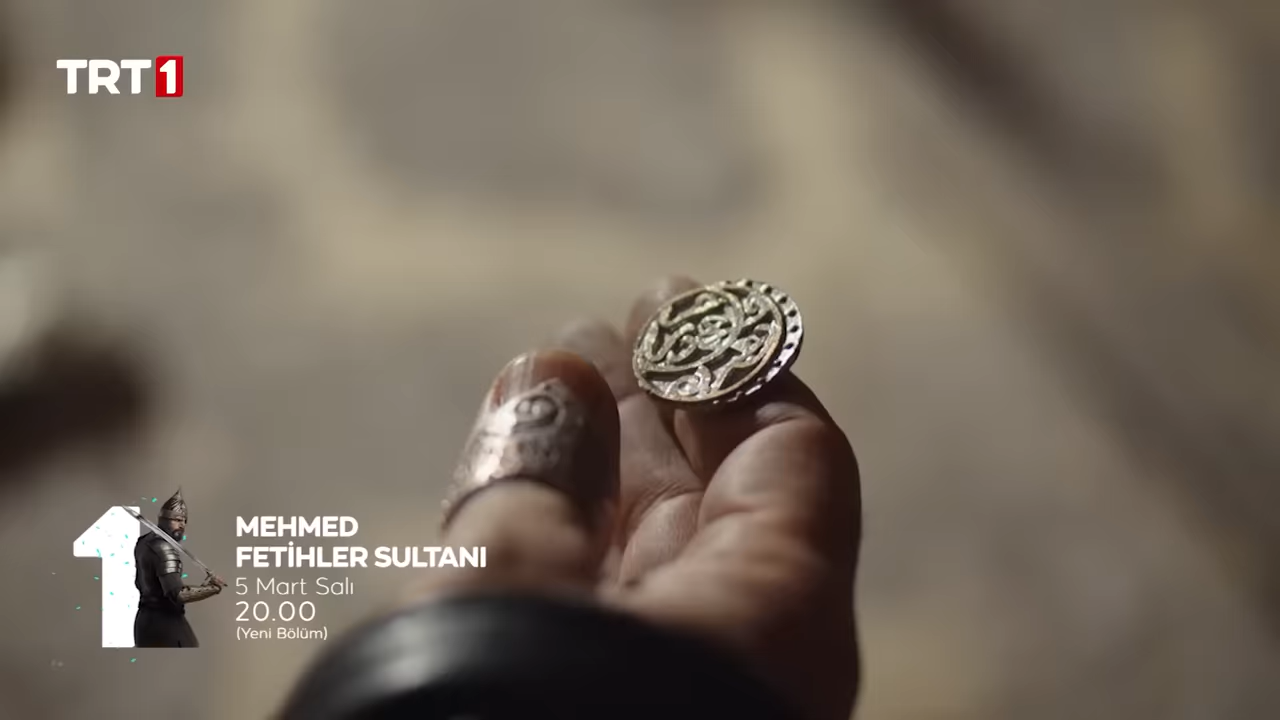 TRT1
MEHMED
FETİHLER SULTANI
5 Mart Salı
20.00
(Yeni Bölüm)